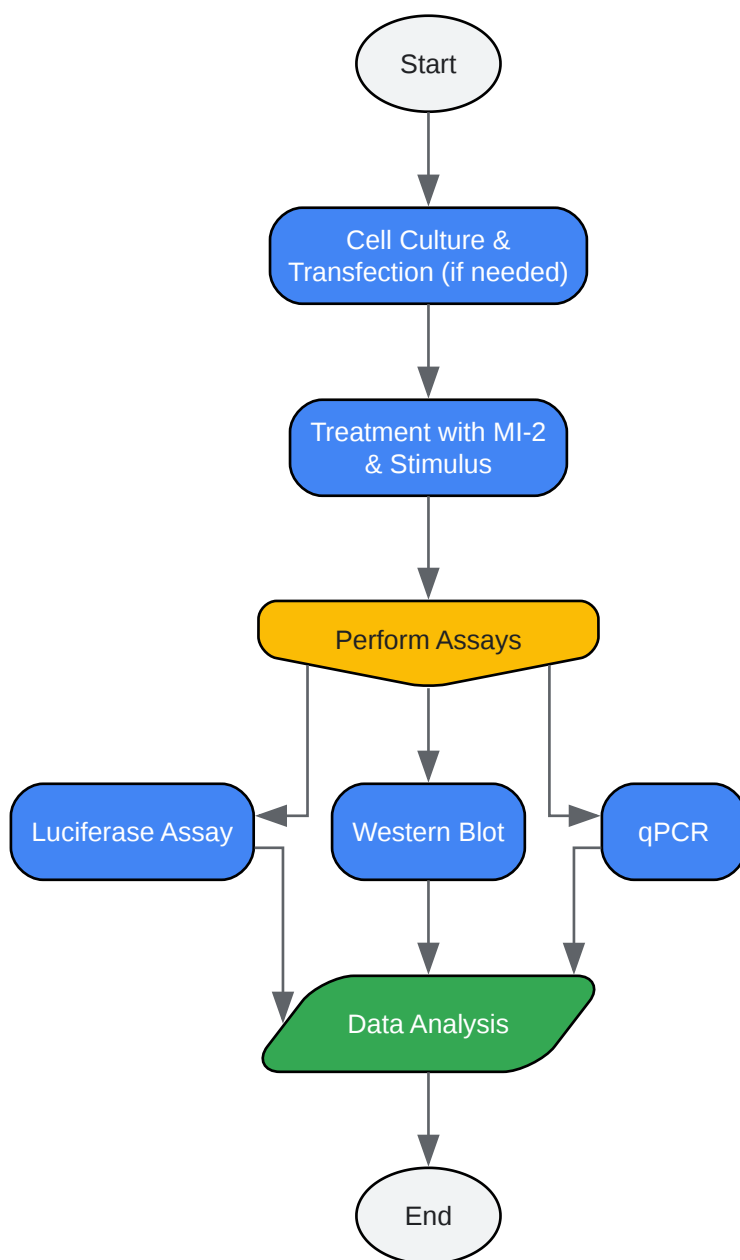 Start
Cell Culture &
Transfection (if needed)
Treatment with MI-2
& Stimulus
Perform Assays
Luciferase Assay
Western Blot
qPCR
Data Analysis
End